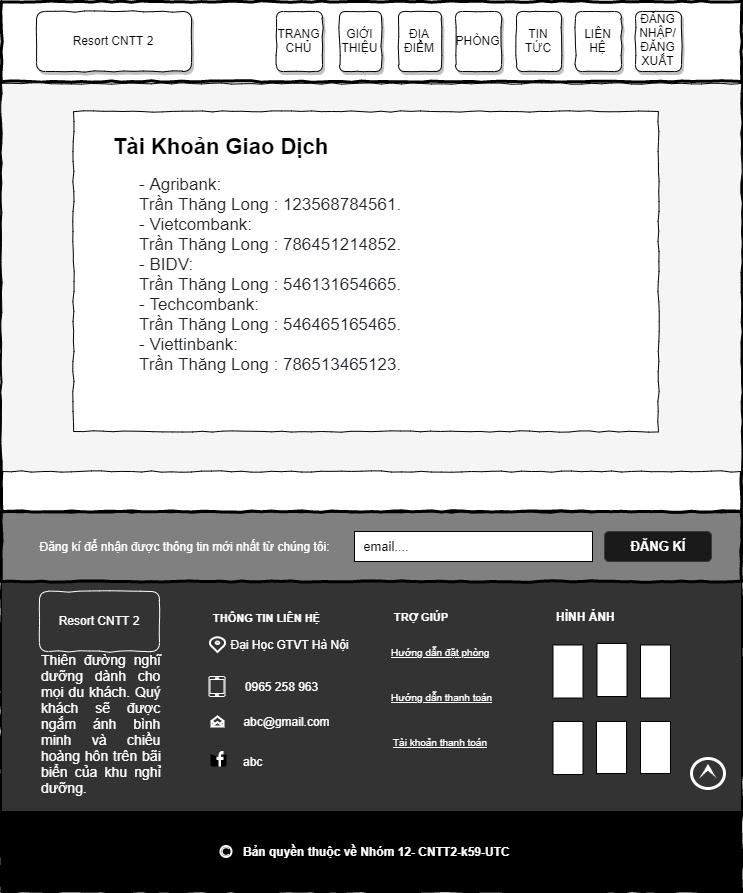 Resort CNTT 2
TRANG
CHỦ
GIỚI
THIỆU
ĐỊA
ĐIỂM
PHÒNG
TIN
TỨC
LIÊN
HỆ
ĐĂNG
NHẬP/
ĐĂNG
XUẤT
Tài Khoản Giao Dịch
- Agribank:
Trần Thăng Long : 123568784561.
- Vietcombank:
Trần Thăng Long : 786451214852.
- BIDV:
Trần Thăng Long : 546131654665.
- Techcombank:
Trần Thăng Long : 546465165465.
- Viettinbank:
Trần Thăng Long : 786513465123.
Đăng kí để nhận được thông tin mới nhất từ chúng tôi:
email....
ĐĂNG KÍ
Resort CNTT 2
Thiên đường nghĩ
dưỡng dành cho
mọi du khách. Quý
khách sẽ được
ngắm ánh bình
minh và chiều
hoàng hôn trên bãi
biển của khu nghỉ
dưỡng.
THÔNG TIN LIÊN HỆ
Đại Học GTVT Hà Nội
0965 258 963
abc@gmail.com
abc
TRỢ GIÚP
Hướng dẫn đặt phòng
Hướng dẫn thanh toán
Tài khoản thanh toán
HÌNH ẢNH
Bản quyền thuộc về Nhóm 12- CNTT2-k59-UTC